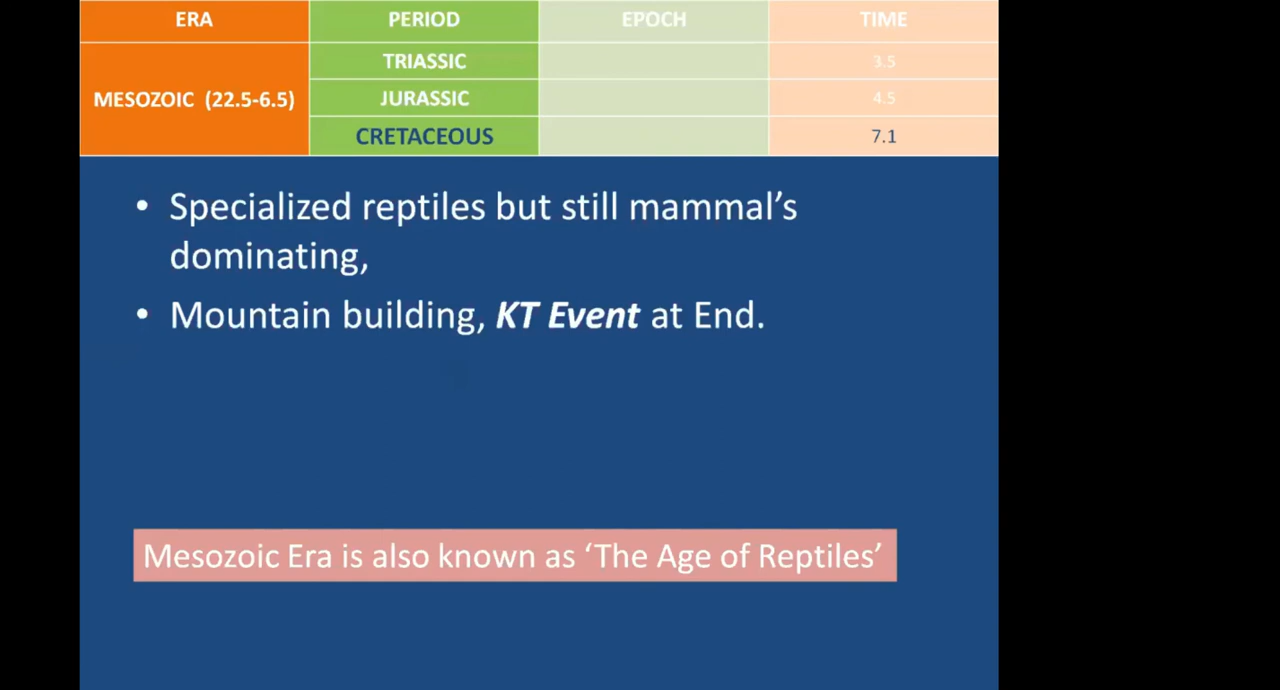 ERA PERIOD EPOCH TIME
TRIASSIC 3.5
MESOZOIC (22.5-6.5) JURASSIC 4.5
CRETACEOUS 7.1
• Specialized reptiles but still mammal’s
dominating,
• Mountain building, KT Event at End.
Mesozoic Era is also known as ‘The Age of Reptiles’